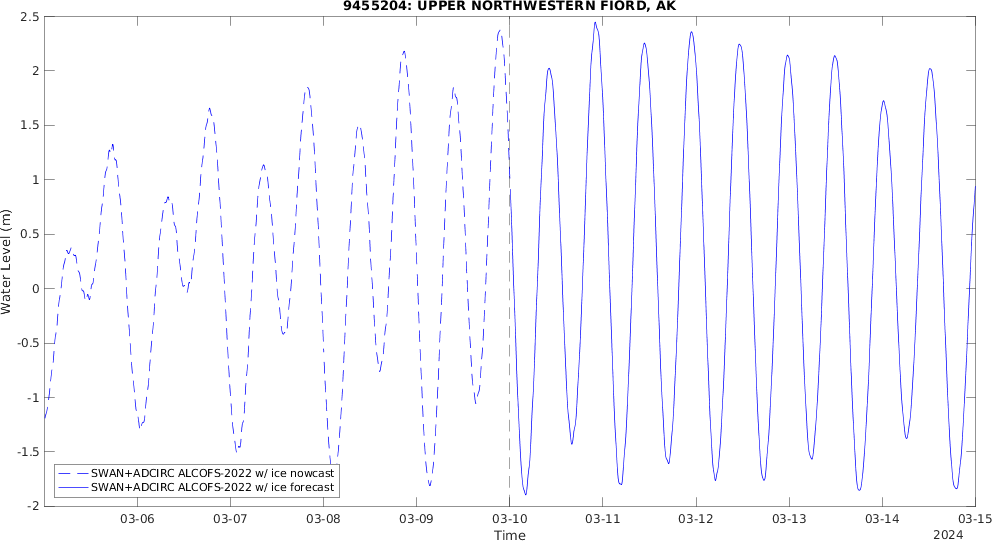 9455204: UPPER NORTHWESTERN FIORD, AK
Water Level (m)
2.5
2
1.5
1
0.5
0
-0.5
-1
-1.5
-2
SWAN+ADCIRC ALCOFS-2022 w/ ice nowcast
SWAN+ADCIRC ALCOFS-2022 w/ ice forecast
03-06 03-07 03-08 03-09 03-10 03-11 03-12 03-13 03-14 03-15
Time
2024